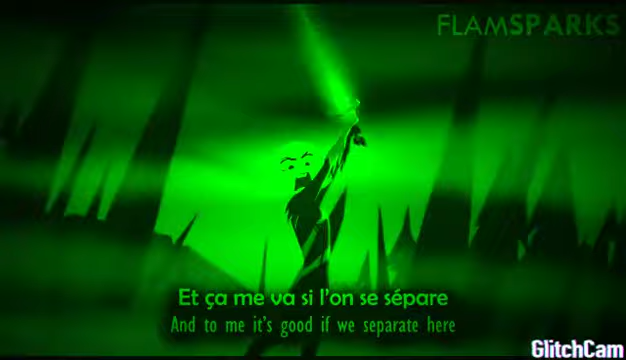 FLAMSPARKS
Et ça me va si l'on se sépare
And to me it's good if we separate here
GlitchCam